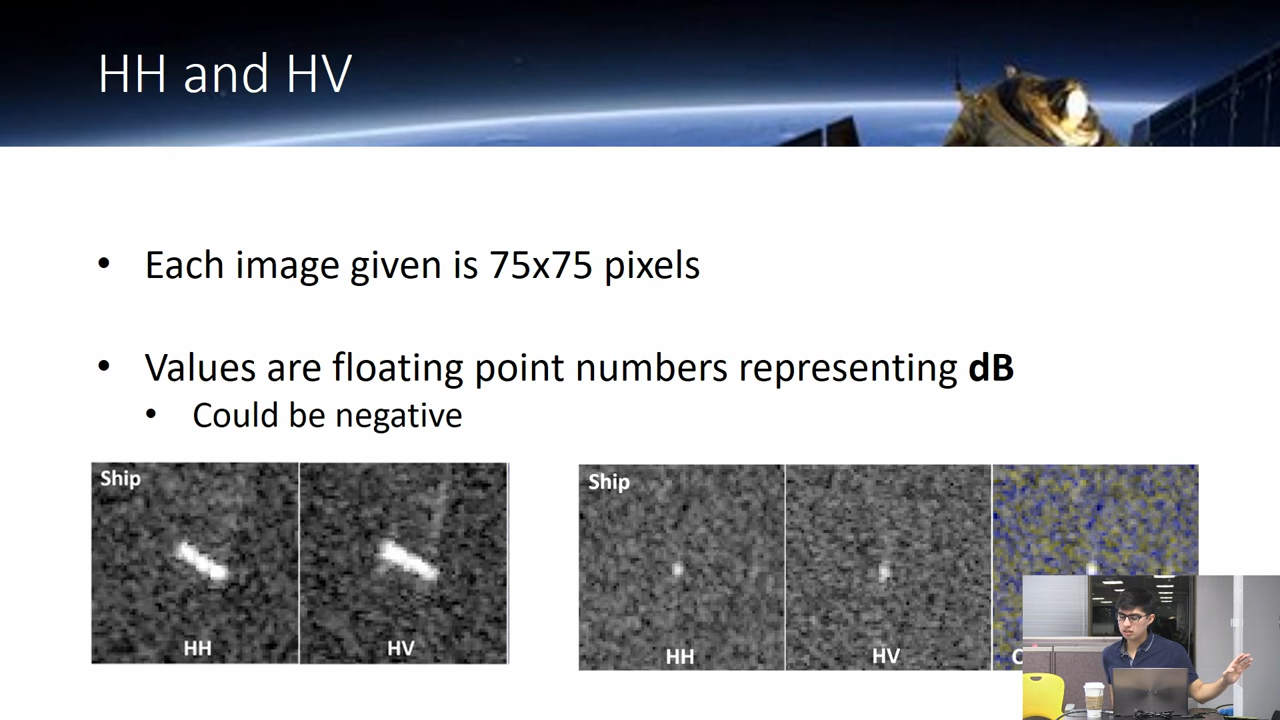 HH and HV
• Each image given is 75x75 pixels
• Values are floating point numbers representing dB
• Could be negative
Ship
HH
HV
Ship
HH
HV